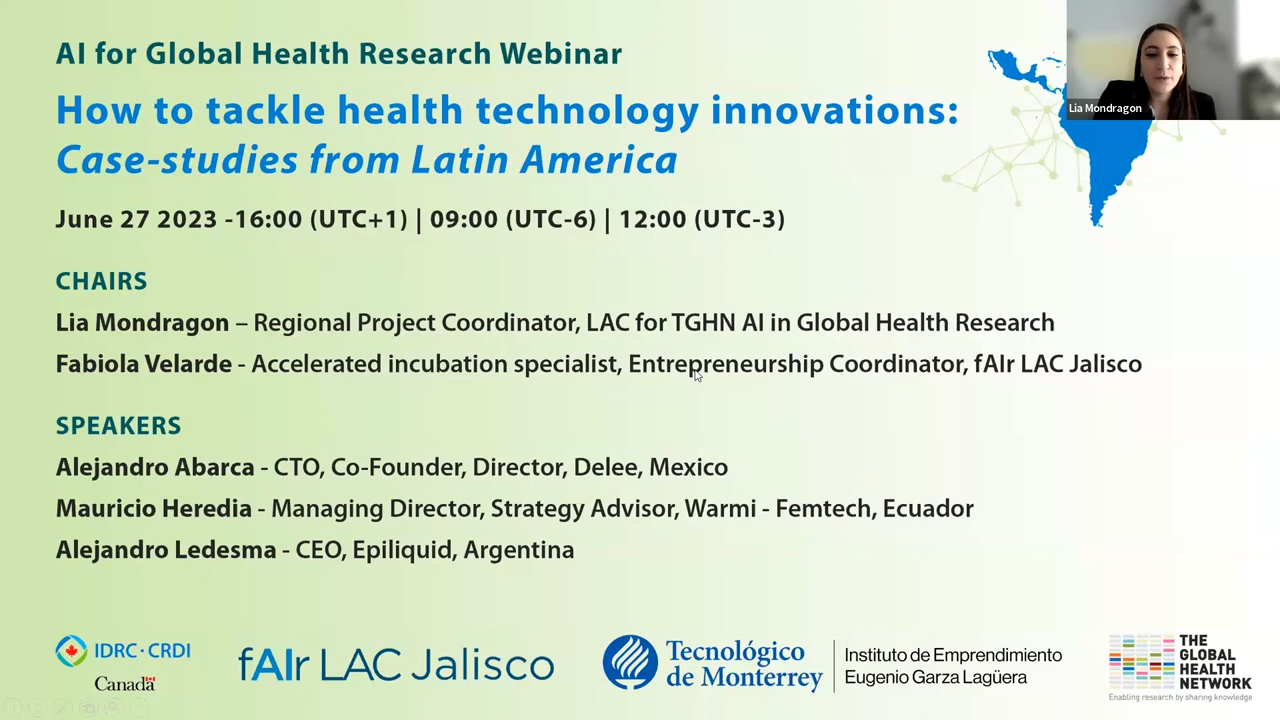 AI for Global Health Research Webinar
How to tackle health technology innovations:
Case-studies from Latin America
June 27 2023 -16:00 (UTC+1) | 09:00 (UTC-6) | 12:00 (UTC-3)
Lia Mondragon
CHAIRS
Lia Mondragon – Regional Project Coordinator, LAC for TGHN AI in Global Health Research
Fabiola Velarde - Accelerated incubation specialist, Entrepreneurship Coordinator, fAIr LAC Jalisco
SPEAKERS
Alejandro Abarca - CTO, Co-Founder, Director, Delee, Mexico
Mauricio Heredia - Managing Director, Strategy Advisor, Warmi - Femtech, Ecuador
Alejandro Ledesma - CEO, Epiliquid, Argentina
IDRC · CRDI
Canada
fAIr LAC Jalisco
Tecnológico
de Monterrey
Instituto de Emprendimiento
Eugenio Garza Lagüera
THE
GLOBAL
HEALTH
NETWORK
Enabling research by sharing knowledge